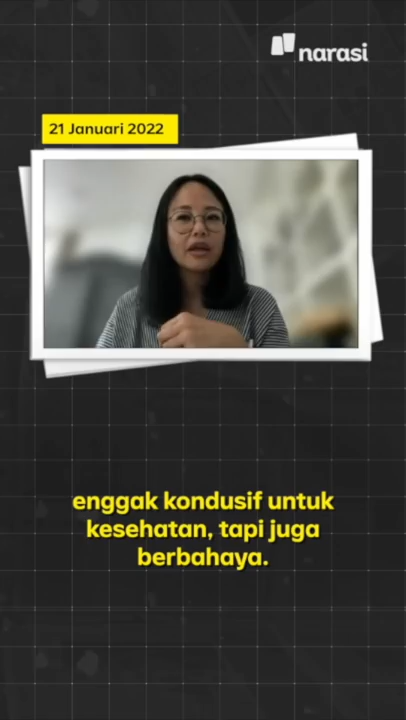 narasi
21 Januari 2022
enggak kondusif untuk
kesehatan, tapi juga
berbahaya.